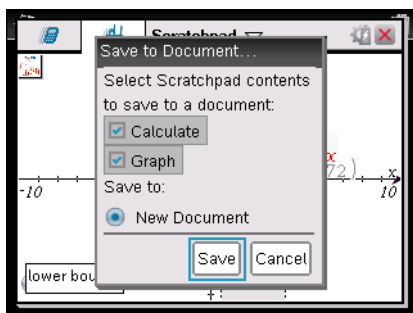 Save to Document...
Select Scratchpad contents
to save to a document:
Calculate
Graph
Save to:
New Document
Save Cancel
x
72)
x
-10
10
lower bou